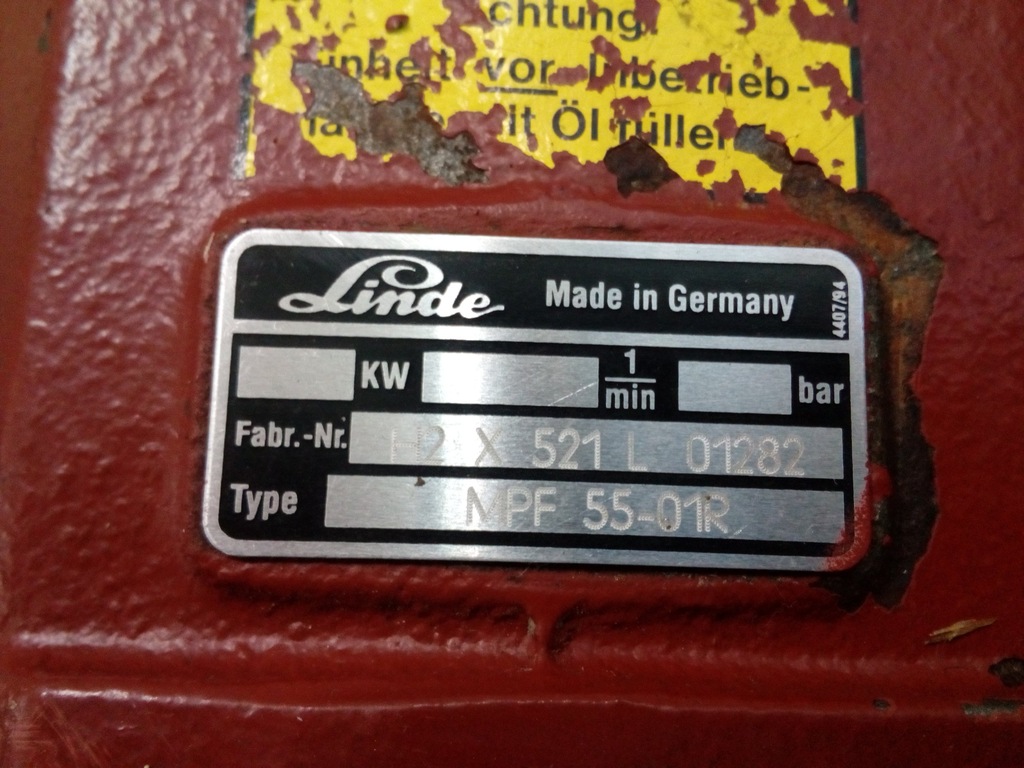 chtung
vor
it Öl füllen
Linde Made in Germany 4407/94
KW 1/min bar
Fabr.-Nr. H2 X 521 L 01282
Type MPF 55-01R